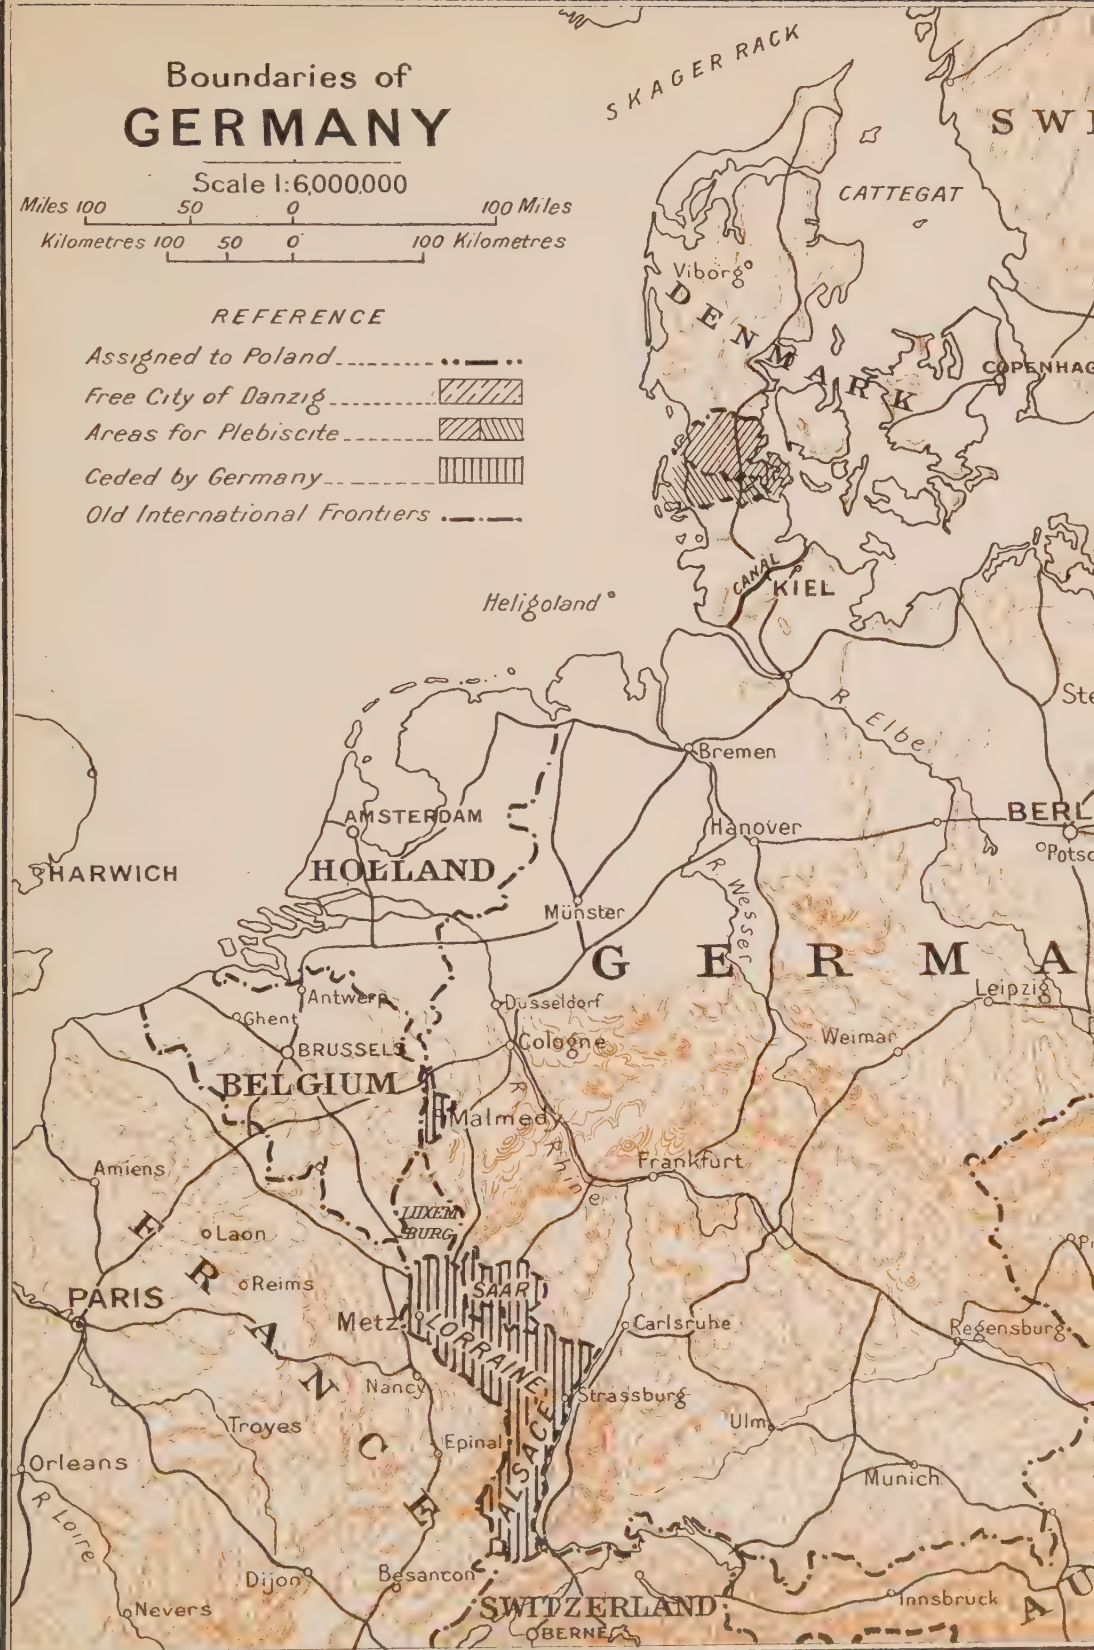 Boundaries of
GERMANY
Scale 1:6,000,000
Miles 100 50 0 100 Miles
Kilometres 100 50 0 100 Kilometres
REFERENCE
Assigned to Poland
Free City of Danzig
Areas for Plebiscite
Ceded by Germany
Old International Frontiers
SKAGER RACK
SWE
CATTEGAT
Viborg
DENMARK
COPENHAG
CANAL
KIEL
Heligoland
R Elbe
Ste
Bremen
AMSTERDAM
Hanover
BERL
Potsd
HARWICH
HOLLAND
R. Wesser
Münster
GERMA
Antwerp
Dusseldorf
Leipzig
Ghent
BRUSSELS
Cologne
Weimar
BELGIUM
Malmedy
R Rhine
Amiens
Frankfurt
LUXEM
BURG
Laon
FRANCE
Reims
SAAR
PARIS
Metz
LORRAINE
Carlsruhe
Regensburg
Nancy
Strassburg
Troyes
Ulm
Epinal
ALSACE
Orleans
Munich
R Loire
Dijon
Besancon
Nevers
SWITZERLAND
Innsbruck
AU
BERNE